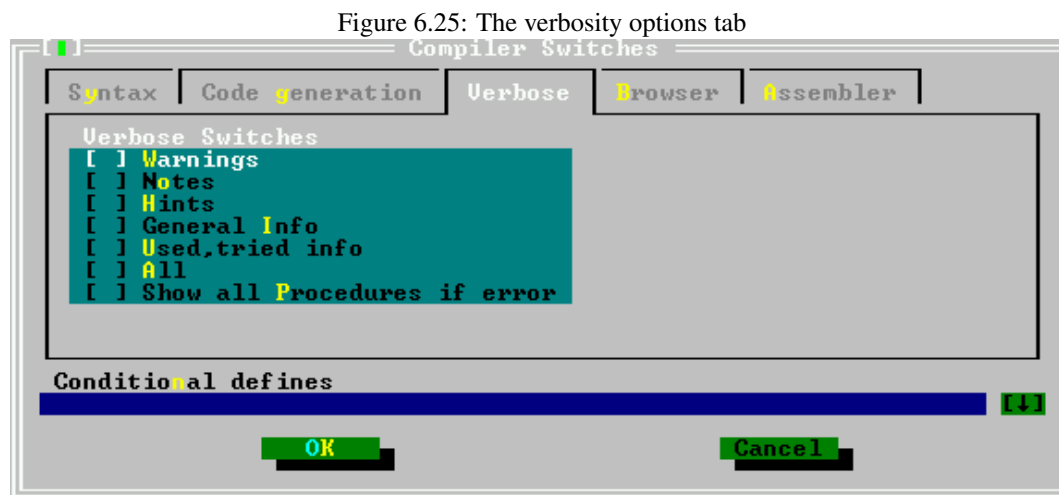 Figure 6.25: The verbosity options tab
[■] Compiler Switches
Syntax Code generation Verbose Browser Assembler
Verbose Switches
[ ] Warnings
[ ] Notes
[ ] Hints
[ ] General Info
[ ] Used,tried info
[ ] All
[ ] Show all Procedures if error
Conditional defines
[↓]
OK Cancel